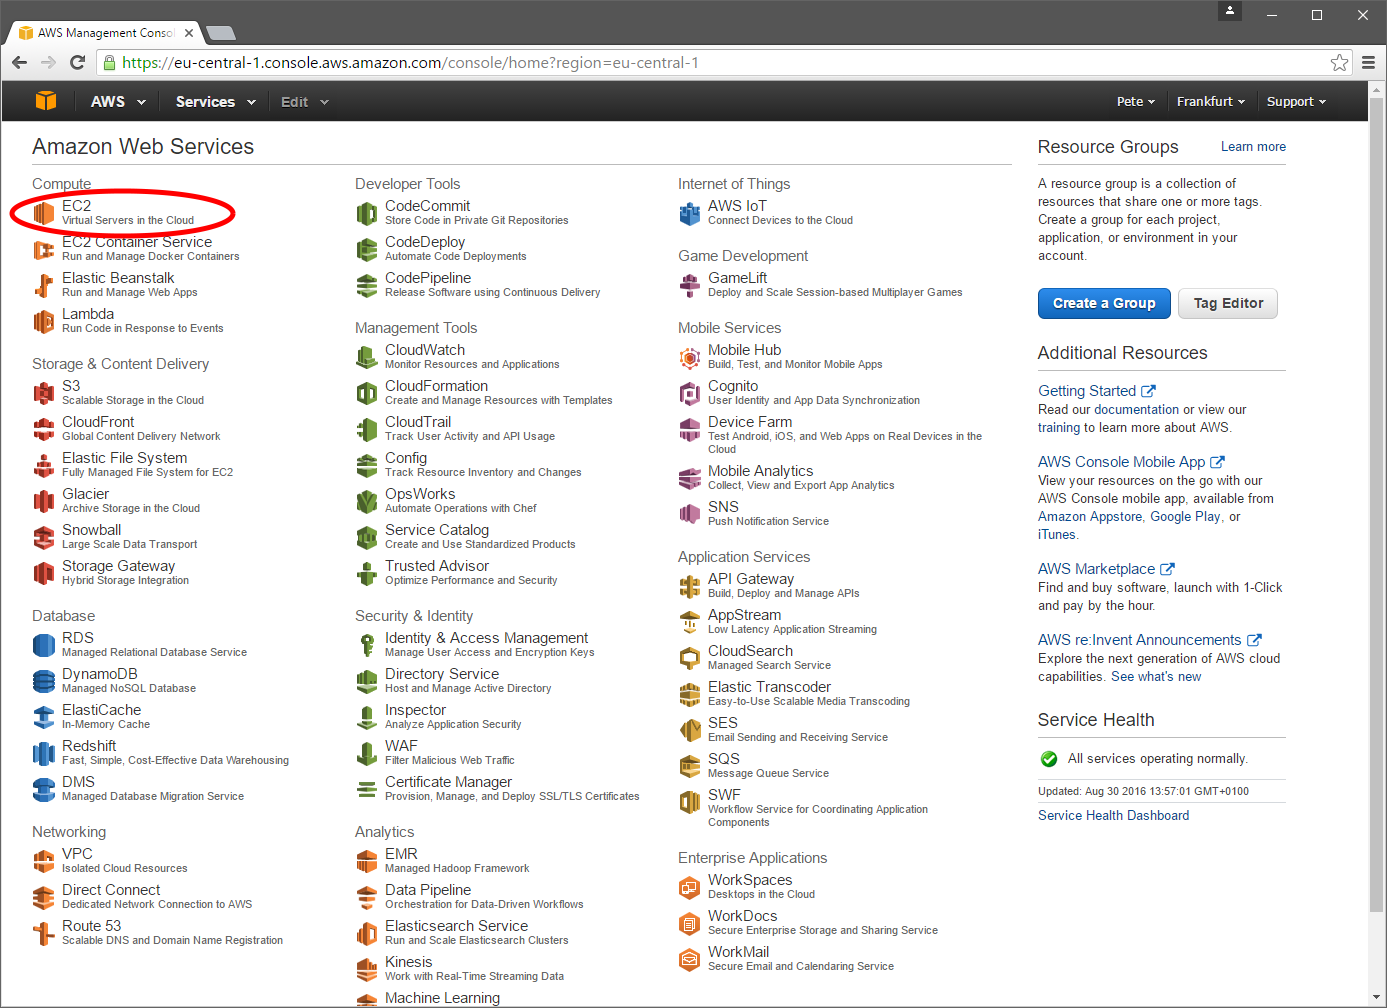 AWS Management Consol
https://eu-central-1.console.aws.amazon.com/console/home?region=eu-central-1
AWS
Services
Edit
Pete
Frankfurt
Support
Amazon Web Services
Compute
EC2
Virtual Servers in the Cloud
EC2 Container Service
Run and Manage Docker Containers
Elastic Beanstalk
Run and Manage Web Apps
Lambda
Run Code in Response to Events
Storage & Content Delivery
S3
Scalable Storage in the Cloud
CloudFront
Global Content Delivery Network
Elastic File System
Fully Managed File System for EC2
Glacier
Archive Storage in the Cloud
Snowball
Large Scale Data Transport
Storage Gateway
Hybrid Storage Integration
Database
RDS
Managed Relational Database Service
DynamoDB
Managed NoSQL Database
ElastiCache
In-Memory Cache
Redshift
Fast, Simple, Cost-Effective Data Warehousing
DMS
Managed Database Migration Service
Networking
VPC
Isolated Cloud Resources
Direct Connect
Dedicated Network Connection to AWS
Route 53
Scalable DNS and Domain Name Registration
Developer Tools
CodeCommit
Store Code in Private Git Repositories
CodeDeploy
Automate Code Deployments
CodePipeline
Release Software using Continuous Delivery
Management Tools
CloudWatch
Monitor Resources and Applications
CloudFormation
Create and Manage Resources with Templates
CloudTrail
Track User Activity and API Usage
Config
Track Resource Inventory and Changes
OpsWorks
Automate Operations with Chef
Service Catalog
Create and Use Standardized Products
Trusted Advisor
Optimize Performance and Security
Security & Identity
Identity & Access Management
Manage User Access and Encryption Keys
Directory Service
Host and Manage Active Directory
Inspector
Analyze Application Security
WAF
Filter Malicious Web Traffic
Certificate Manager
Provision, Manage, and Deploy SSL/TLS Certificates
Analytics
EMR
Managed Hadoop Framework
Data Pipeline
Orchestration for Data-Driven Workflows
Elasticsearch Service
Run and Scale Elasticsearch Clusters
Kinesis
Work with Real-Time Streaming Data
Machine Learning
Internet of Things
AWS IoT
Connect Devices to the Cloud
Game Development
GameLift
Deploy and Scale Session-based Multiplayer Games
Mobile Services
Mobile Hub
Build, Test, and Monitor Mobile Apps
Cognito
User Identity and App Data Synchronization
Device Farm
Test Android, iOS, and Web Apps on Real Devices in the
Cloud
Mobile Analytics
Collect, View and Export App Analytics
SNS
Push Notification Service
Application Services
API Gateway
Build, Deploy and Manage APIs
AppStream
Low Latency Application Streaming
CloudSearch
Managed Search Service
Elastic Transcoder
Easy-to-Use Scalable Media Transcoding
SES
Email Sending and Receiving Service
SQS
Message Queue Service
SWF
Workflow Service for Coordinating Application
Components
Enterprise Applications
WorkSpaces
Desktops in the Cloud
WorkDocs
Secure Enterprise Storage and Sharing Service
WorkMail
Secure Email and Calendaring Service
Resource Groups
Learn more
A resource group is a collection of
resources that share one or more tags.
Create a group for each project,
application, or environment in your
account.
Create a Group
Tag Editor
Additional Resources
Getting Started
Read our documentation or view our
training to learn more about AWS.
AWS Console Mobile App
View your resources on the go with our
AWS Console mobile app, available from
Amazon Appstore, Google Play, or
iTunes.
AWS Marketplace
Find and buy software, launch with 1-Click
and pay by the hour.
AWS re:Invent Announcements
Explore the next generation of AWS cloud
capabilities. See what's new
Service Health
All services operating normally.
Updated: Aug 30 2016 13:57:01 GMT+0100
Service Health Dashboard